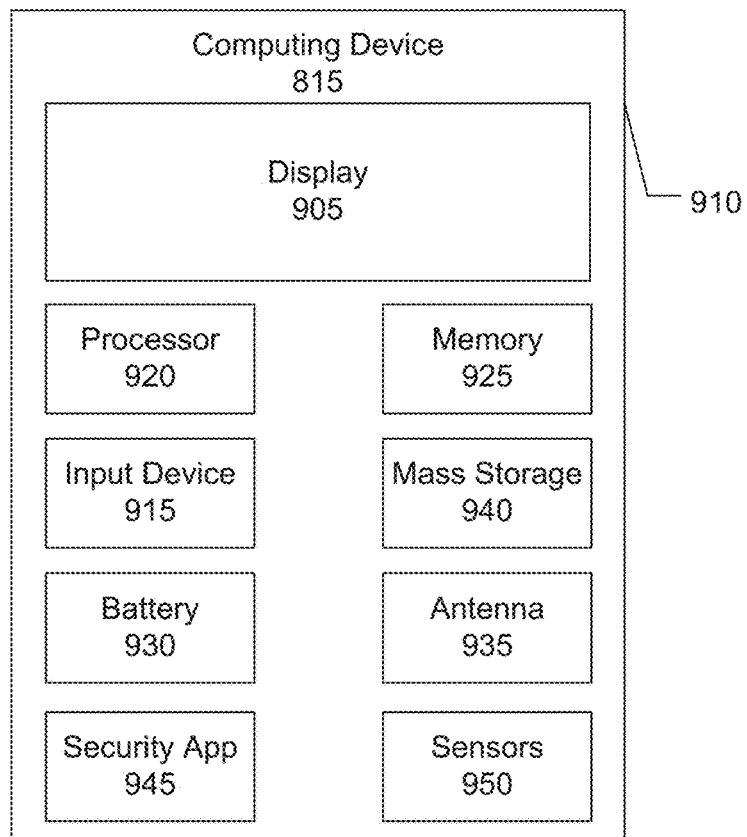 Computing Device
815
Display
905
910
Processor
920
Memory
925
Input Device
915
Mass Storage
940
Battery
930
Antenna
935
Security App
945
Sensors
950